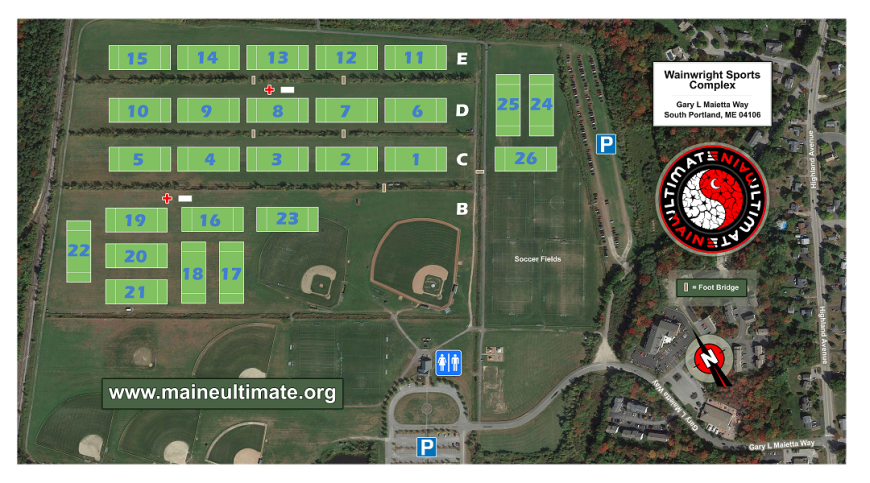 15 14 13 12 11 E
10 9 8 7 6 D
5 4 3 2 1 C
25 24
26
B
19 16 23
22
20
18 17
21
P
Wainwright Sports
Complex
Gary L Maietta Way
South Portland, ME 04106
Highland Avenue
ULTIMATE
ULTIMATE
Soccer Fields
= Foot Bridge
Highland Avenue
N
www.maineultimate.org
P
Gary L Maietta Way
Gary L Maietta Way